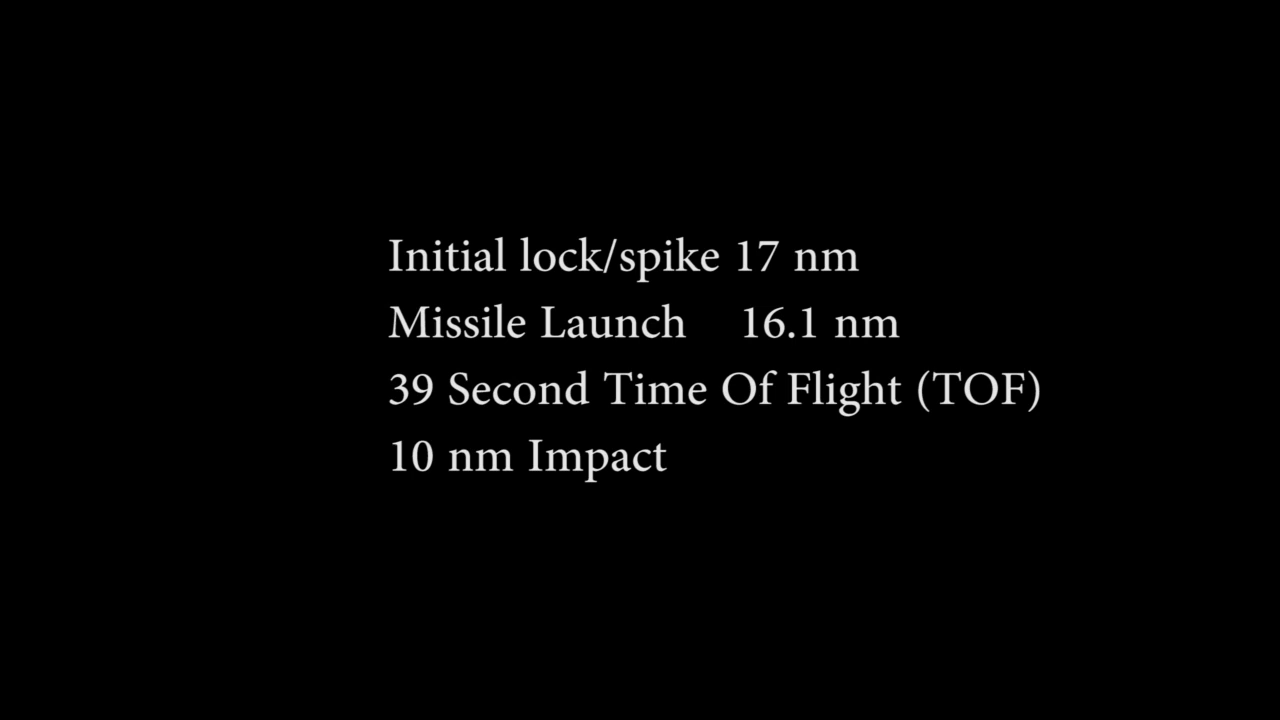 Initial lock/spike 17 nm
Missile Launch    16.1 nm
39 Second Time Of Flight (TOF)
10 nm Impact